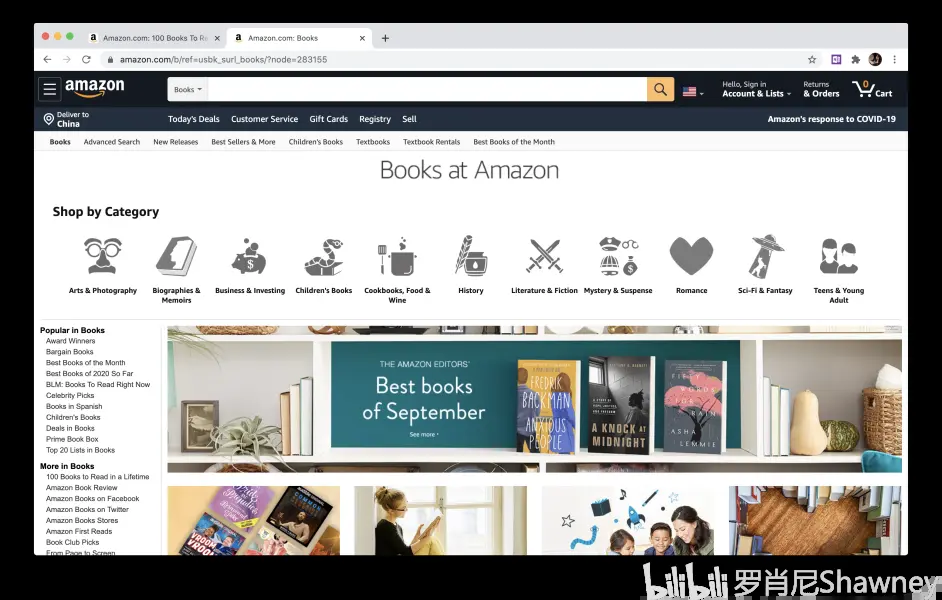 Amazon.com: 100 Books To Re
Amazon.com: Books
amazon.com/b/ref=usbk_surl_books/?node=283155
amazon
Books
Hello, Sign in
Account & Lists
Returns
& Orders
0
Cart
Deliver to
China
Today's Deals Customer Service Gift Cards Registry Sell
Amazon's response to COVID-19
Books Advanced Search New Releases Best Sellers & More Children's Books Textbooks Textbook Rentals Best Books of the Month
Books at Amazon
Shop by Category
Arts & Photography
Biographies &
Memoirs
Business & Investing
Children's Books
Cookbooks, Food &
Wine
History
Literature & Fiction
Mystery & Suspense
Romance
Sci-Fi & Fantasy
Teens & Young
Adult
Popular in Books
Award Winners
Bargain Books
Best Books of the Month
Best Books of 2020 So Far
BLM: Books To Read Right Now
Celebrity Picks
Books in Spanish
Children's Books
Deals in Books
Prime Book Box
Top 20 Lists in Books
More in Books
100 Books to Read in a Lifetime
Amazon Book Review
Amazon Books on Facebook
Amazon Books on Twitter
Amazon Books Stores
Amazon First Reads
Book Club Picks
From Page to Screen
THE AMAZON EDITORS'
Best books
of September
See more ›
FREDRIK
BACKMAN
ANXIOUS
PEOPLE
A KNOCK AT
MIDNIGHT
FIFTY
WORDS
FOR
RAIN
ASHA
LEMMIE
VROOM
VROOM
bilibili 罗肖尼Shawney